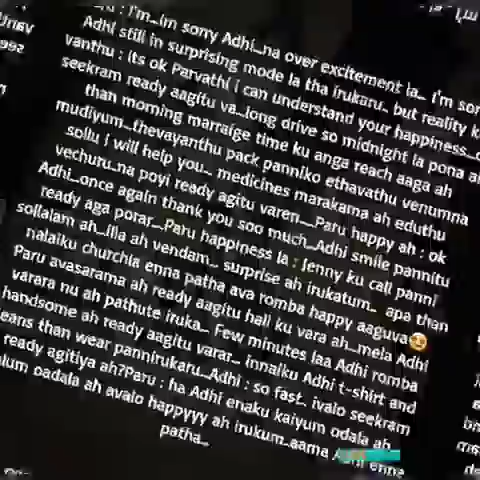 : I'm...im sorry Adhi...na over excitement la... I'm sor
Adhi still in surprising mode la tha irukaru.. but reality k
vanthu : its ok Parvathi i can understand your happiness...
seekram ready aagitu va...long drive so midnight la pona
than morning marraige time ku anga reach aaga ah
mudiyum...thevayanthu pack panniko ethavathu venumna
sollu i will help you... medicines marakama ah eduthu
vechuru...na poyi ready agitu varen...Paru happy ah : ok
Adhi...once again thank you soo much...Adhi smile pannitu
ready aga porar...Paru happiness la : Jenny ku call panni
sollalam ah...illa ah vendam... surprise ah irukatum... apa than
nalaiku churchla enna patha ava romba happy aaguva🥺
Paru avasarama ah ready aagitu hall ku vara ah...mela Adhi
varara nu ah pathute iruka... Few minutes laa Adhi romba
handsome ah ready aagitu varar... innaiku Adhi t-shirt and
eans than wear pannirukaru...Adhi : so fast.. ivalo seekram
ready agitiya ah?Paru : ha Adhi enaku kaiyum odala ah
lum oadala ah avalo happyyy ah irukum...aama Adhi enna
patha...